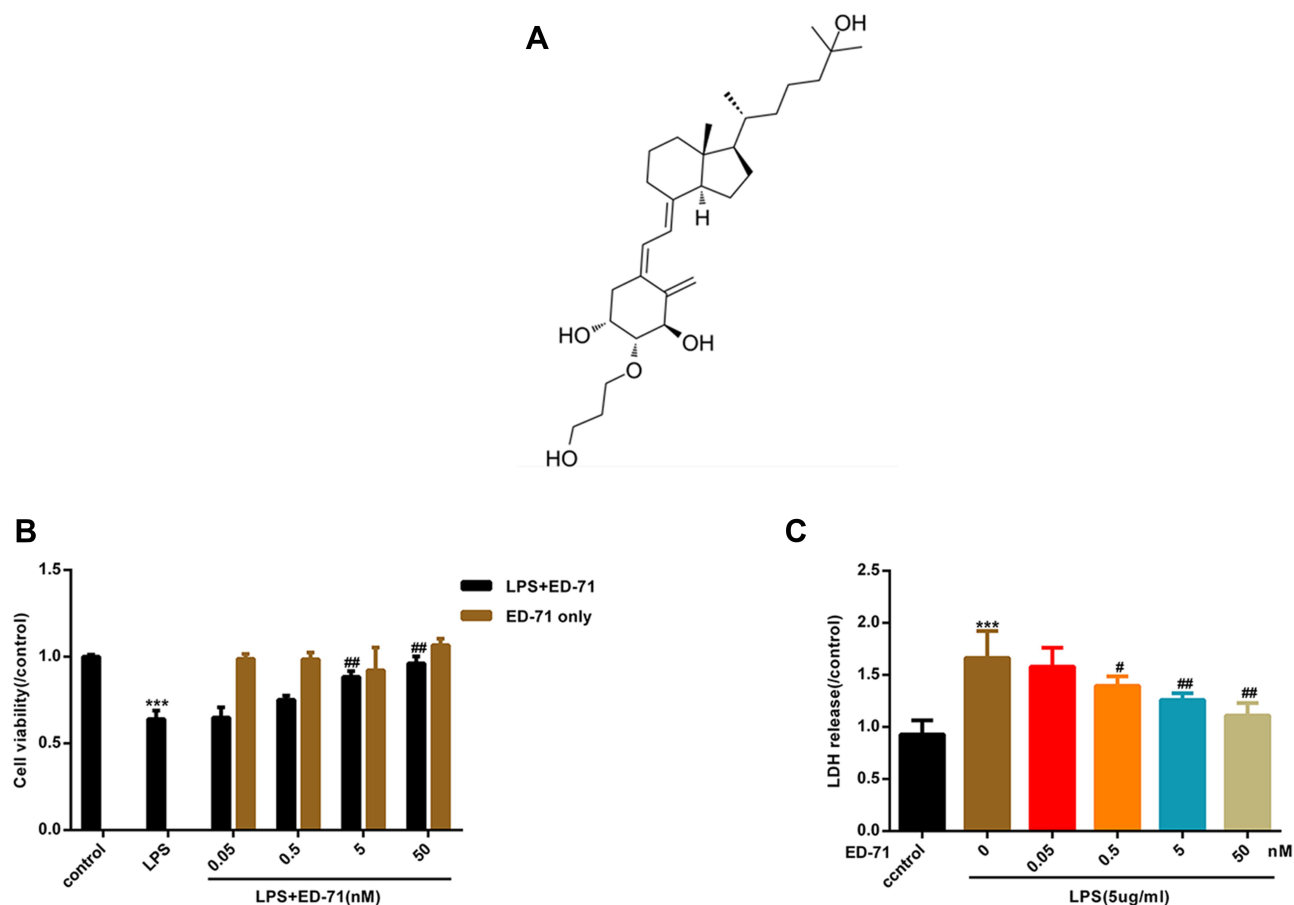 A
OH
H
HO
OH
O
HO
B
C
1.5
1.0
0.5
0.0
Cell viability(/control)
***
##
##
LPS+ED-71
ED-71 only
control
LPS
0.05
0.5
5
50
LPS+ED-71(nM)
2.5
2.0
1.5
1.0
0.5
0.0
LDH release(/control)
***
#
##
##
ED-71
ccntrol
0
0.05
0.5
5
50
nM
LPS(5ug/ml)